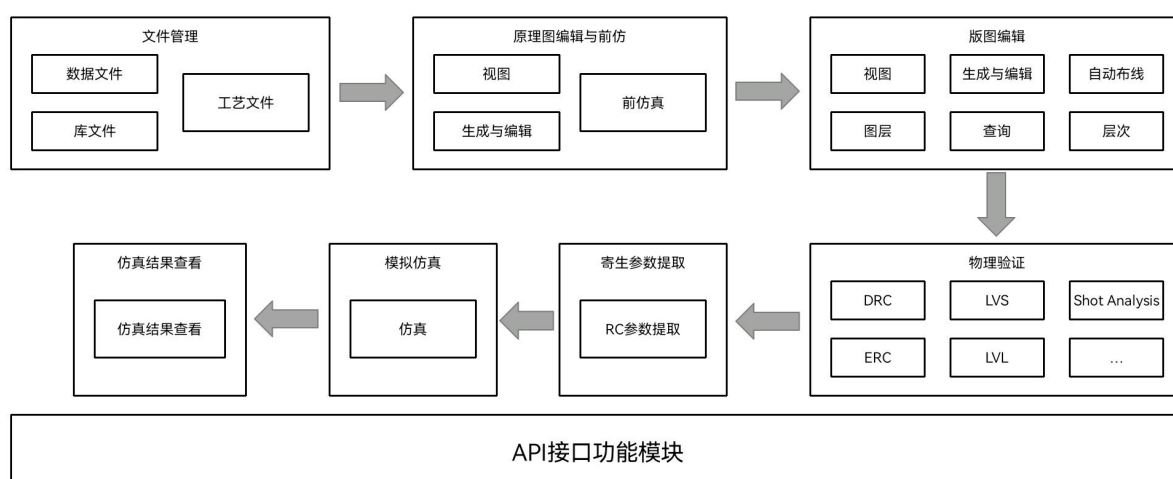 文件管理
数据文件
工艺文件
库文件
原理图编辑与前仿
视图
前仿真
生成与编辑
版图编辑
视图
生成与编辑
自动布线
图层
查询
层次
物理验证
DRC
LVS
Shot Analysis
ERC
LVL
...
寄生参数提取
RC参数提取
模拟仿真
仿真
仿真结果查看
仿真结果查看
API接口功能模块